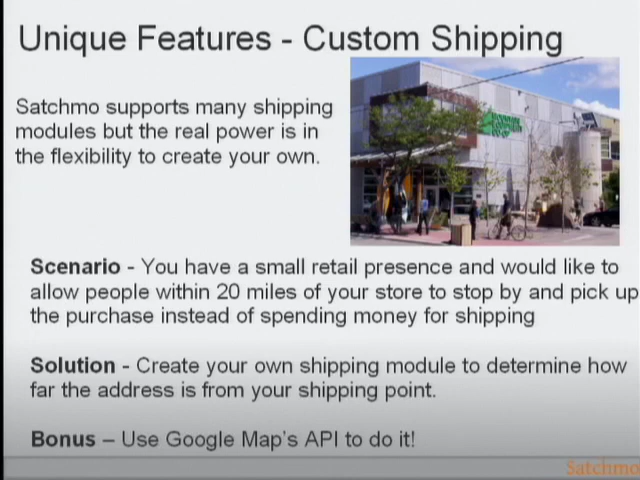 Unique Features - Custom Shipping
Satchmo supports many shipping
modules but the real power is in
the flexibility to create your own.
Scenario - You have a small retail presence and would like to
allow people within 20 miles of your store to stop by and pick up
the purchase instead of spending money for shipping
Solution - Create your own shipping module to determine how
far the address is from your shipping point.
Bonus – Use Google Map's API to do it!
Satchmo